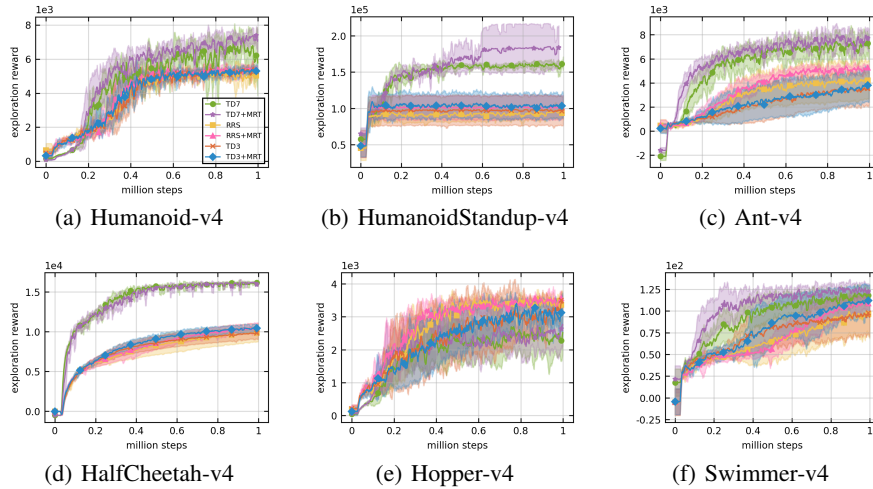 1e3
8
6
4
2
0
exploration reward
TD7
TD7+MRT
RRS
RRS+MRT
TD3
TD3+MRT
0 0.2 0.4 0.6 0.8 1
million steps
(a) Humanoid-v4
1e5
2.0
1.5
1.0
0.5
exploration reward
0 0.2 0.4 0.6 0.8 1
million steps
(b) HumanoidStandup-v4
1e3
8
6
4
2
0
−2
exploration reward
0 0.2 0.4 0.6 0.8 1
million steps
(c) Ant-v4
1e4
1.5
1.0
0.5
0.0
exploration reward
0 0.2 0.4 0.6 0.8 1
million steps
(d) HalfCheetah-v4
1e3
4
3
2
1
0
exploration reward
0 0.2 0.4 0.6 0.8 1
million steps
(e) Hopper-v4
1e2
1.25
1.00
0.75
0.50
0.25
0.00
−0.25
exploration reward
0 0.2 0.4 0.6 0.8 1
million steps
(f) Swimmer-v4